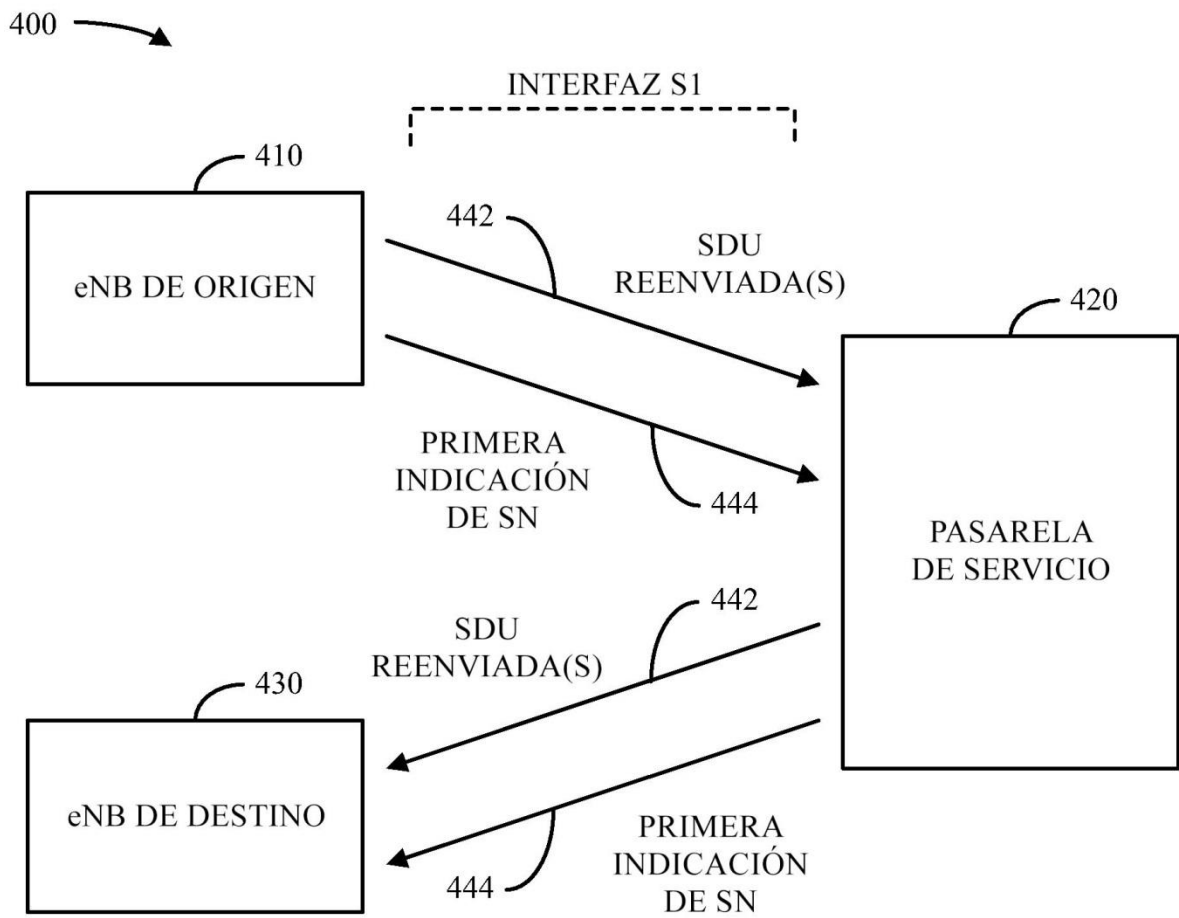 400
INTERFAZ S1
410
442
SDU
REENVIADA(S)
eNB DE ORIGEN
420
PRIMERA
INDICACIÓN
DE SN
444
PASARELA
DE SERVICIO
442
SDU
REENVIADA(S)
430
eNB DE DESTINO
PRIMERA
INDICACIÓN
DE SN
444